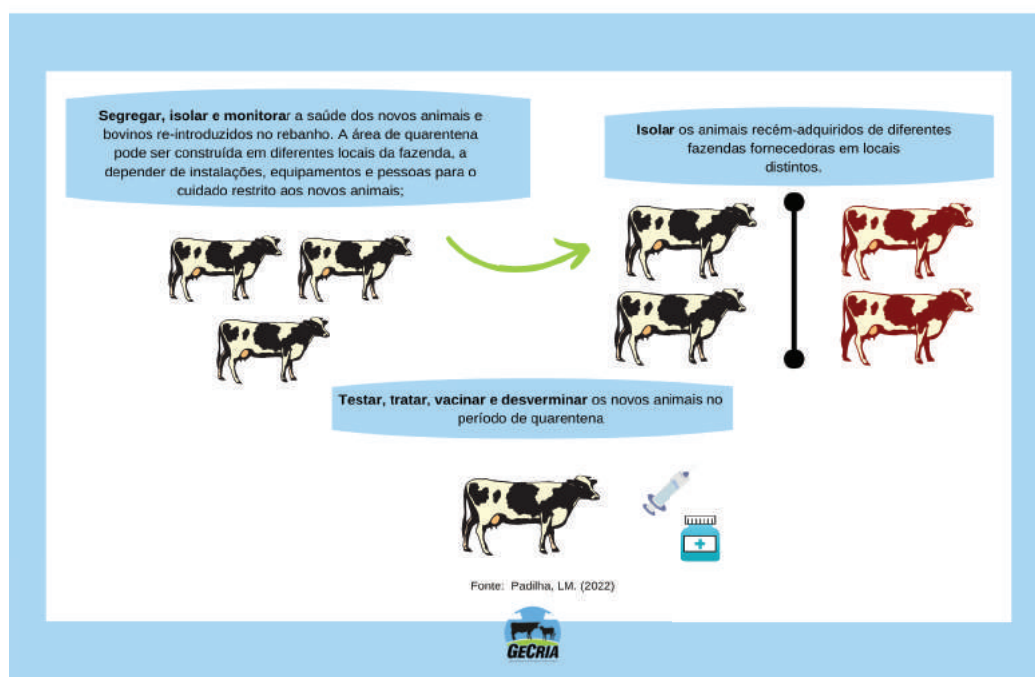 Segregar, isolar e monitorar a saúde dos novos animais e
bovinos re-introduzidos no rebanho. A área de quarentena
pode ser construída em diferentes locais da fazenda, a
depender de instalações, equipamentos e pessoas para o
cuidado restrito aos novos animais;
Isolar os animais recém-adquiridos de diferentes
fazendas fornecedoras em locais
distintos.
Testar, tratar, vacinar e desverminar os novos animais no
período de quarentena
Fonte: Padilha, LM. (2022)
GECRIA